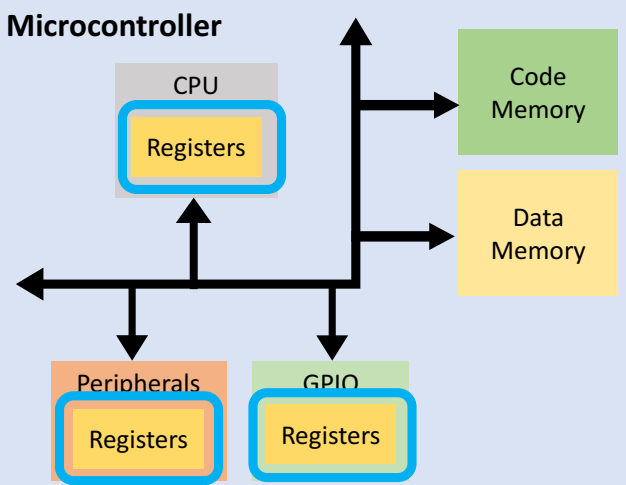 Microcontroller
CPU
Registers
Code
Memory
Data
Memory
Peripherals
Registers
GPIO
Registers